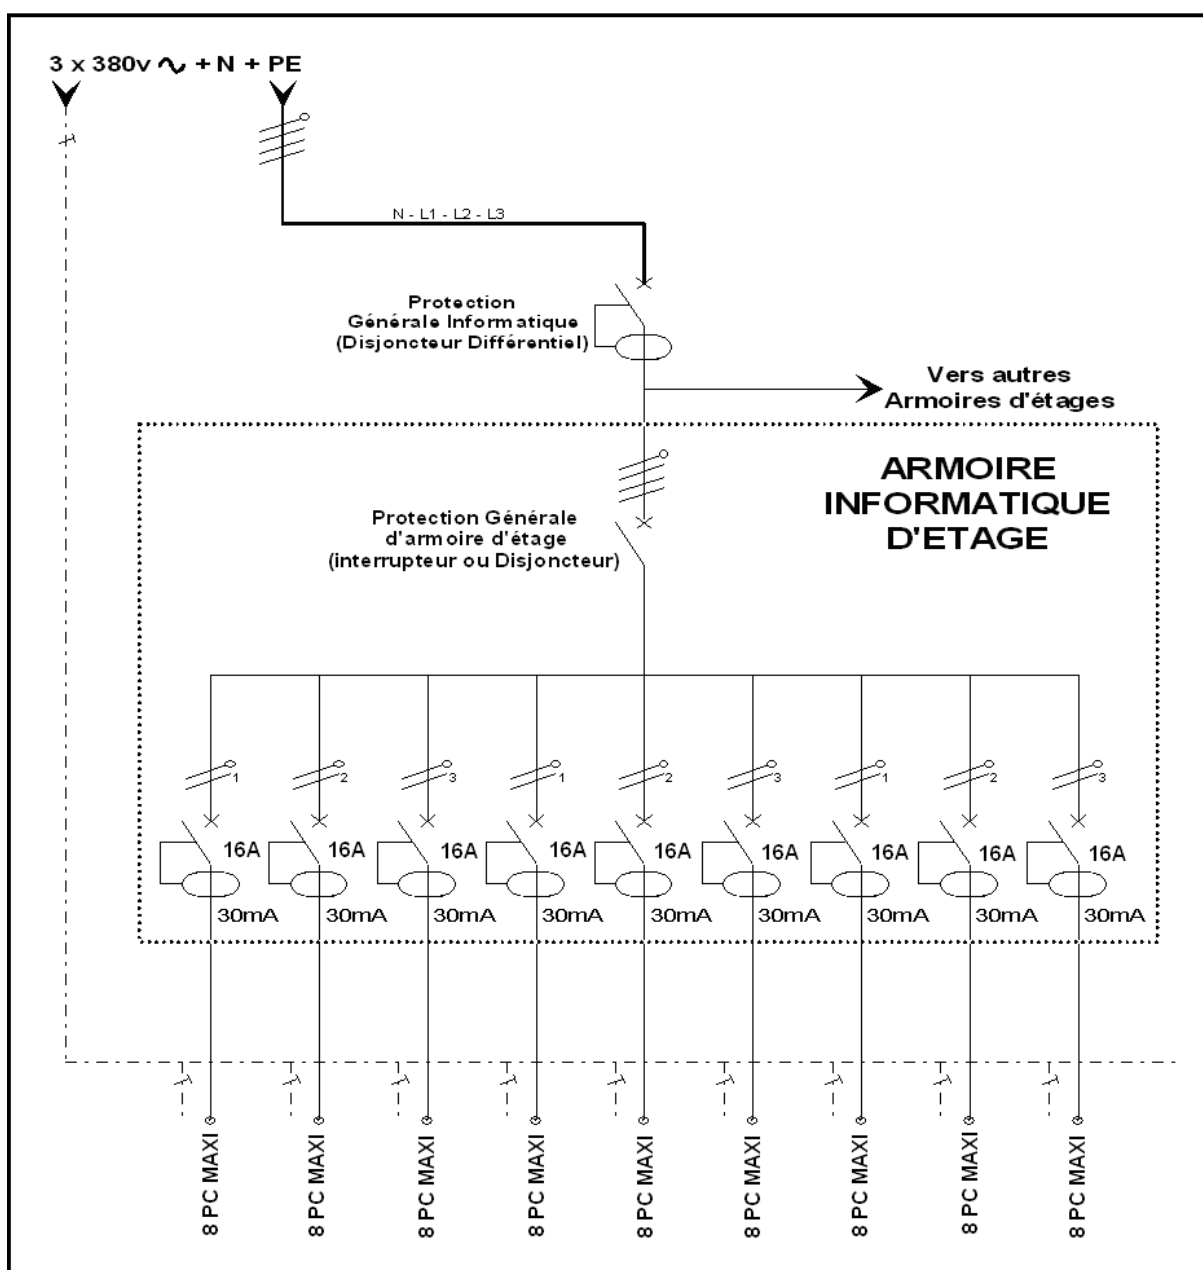 3 x 380v + N + PE
N - L1 - L2 - L3
Protection
Générale Informatique
(Disjoncteur Différentiel)
Vers autres
Armoires d'étages
ARMOIRE
INFORMATIQUE
D'ETAGE
Protection Générale
d'armoire d'étage
(interrupteur ou Disjoncteur)
1 2 3 1 2 3 1 2 3
16A 16A 16A 16A 16A 16A 16A 16A 16A
30mA 30mA 30mA 30mA 30mA 30mA 30mA 30mA 30mA
8 PC MAXI
8 PC MAXI
8 PC MAXI
8 PC MAXI
8 PC MAXI
8 PC MAXI
8 PC MAXI
8 PC MAXI
8 PC MAXI